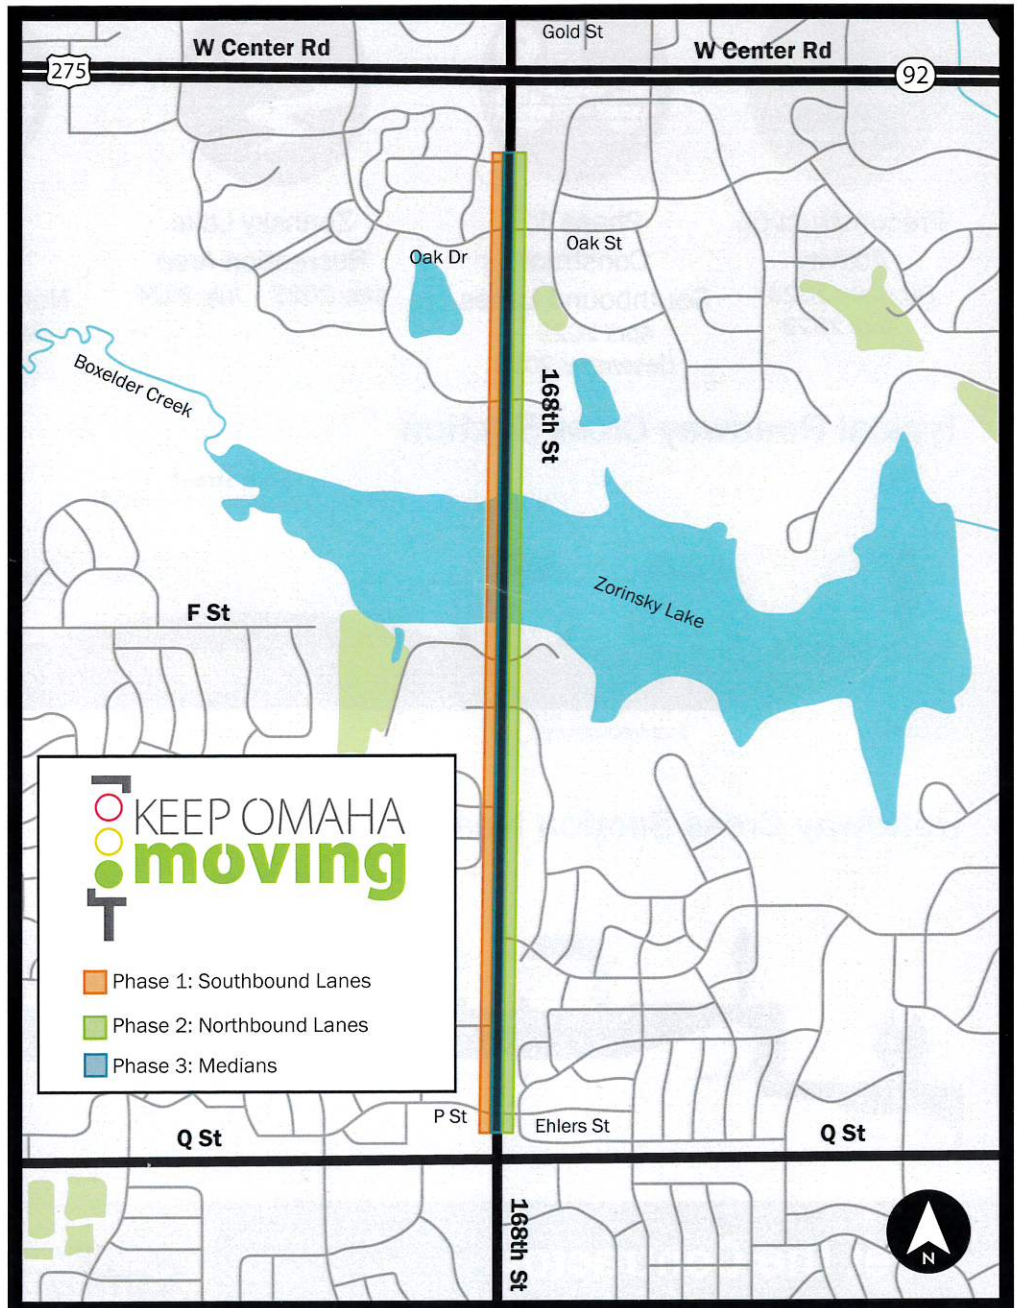 Gold St
W Center Rd
W Center Rd
275
92
Oak St
Oak Dr
Boxelder Creek
168th St
Zorinsky Lake
F St
KEEP OMAHA
moving
Phase 1: Southbound Lanes
Phase 2: Northbound Lanes
Phase 3: Medians
P St
Ehlers St
Q St
Q St
168th St
N